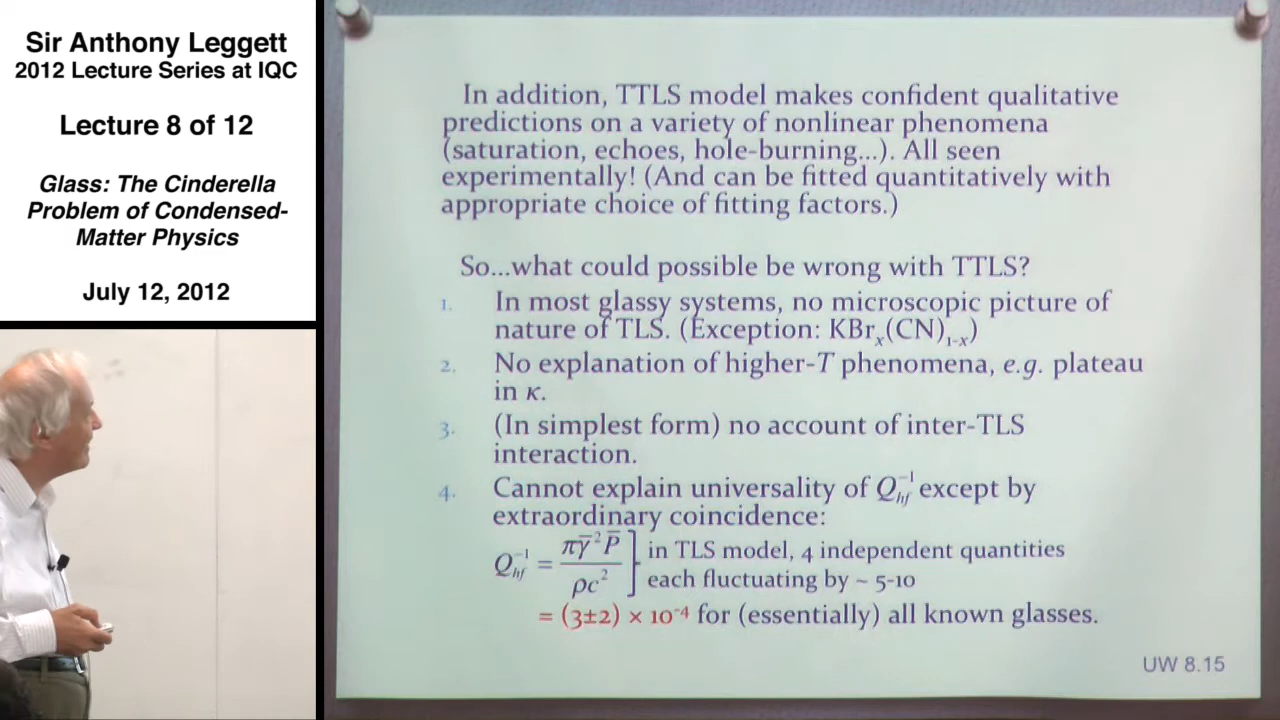 Sir Anthony Leggett
2012 Lecture Series at IQC
Lecture 8 of 12
Glass: The Cinderella
Problem of Condensed-
Matter Physics
July 12, 2012
In addition, TTLS model makes confident qualitative
predictions on a variety of nonlinear phenomena
(saturation, echoes, hole-burning...). All seen
experimentally! (And can be fitted quantitatively with
appropriate choice of fitting factors.)
So...what could possible be wrong with TTLS?
1. In most glassy systems, no microscopic picture of
nature of TLS. (Exception: KBrₓ(CN)₁₋ₓ)
2. No explanation of higher-T phenomena, e.g. plateau
in κ.
3. (In simplest form) no account of inter-TLS
interaction.
4. Cannot explain universality of Q_{hf}^{-1} except by
extraordinary coincidence:
Q_{hf}^{-1} = πγ̄²P̄ / ρc² ] in TLS model, 4 independent quantities
each fluctuating by ~ 5-10
= (3±2) × 10⁻⁴ for (essentially) all known glasses.
UW 8.15